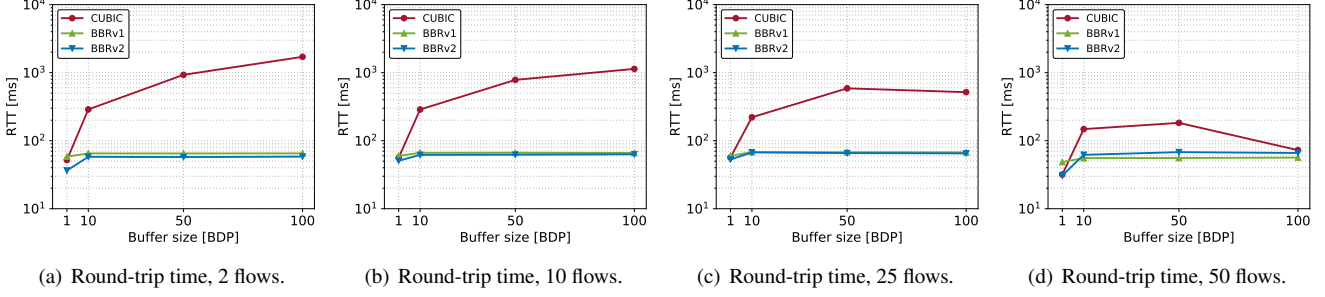 10^4
10^3
10^2
10^1
RTT [ms]
CUBIC
BBRv1
BBRv2
1 10 50 100
Buffer size [BDP]
(a) Round-trip time, 2 flows.
10^4
10^3
10^2
10^1
RTT [ms]
CUBIC
BBRv1
BBRv2
1 10 50 100
Buffer size [BDP]
(b) Round-trip time, 10 flows.
10^4
10^3
10^2
10^1
RTT [ms]
CUBIC
BBRv1
BBRv2
1 10 50 100
Buffer size [BDP]
(c) Round-trip time, 25 flows.
10^4
10^3
10^2
10^1
RTT [ms]
CUBIC
BBRv1
BBRv2
1 10 50 100
Buffer size [BDP]
(d) Round-trip time, 50 flows.